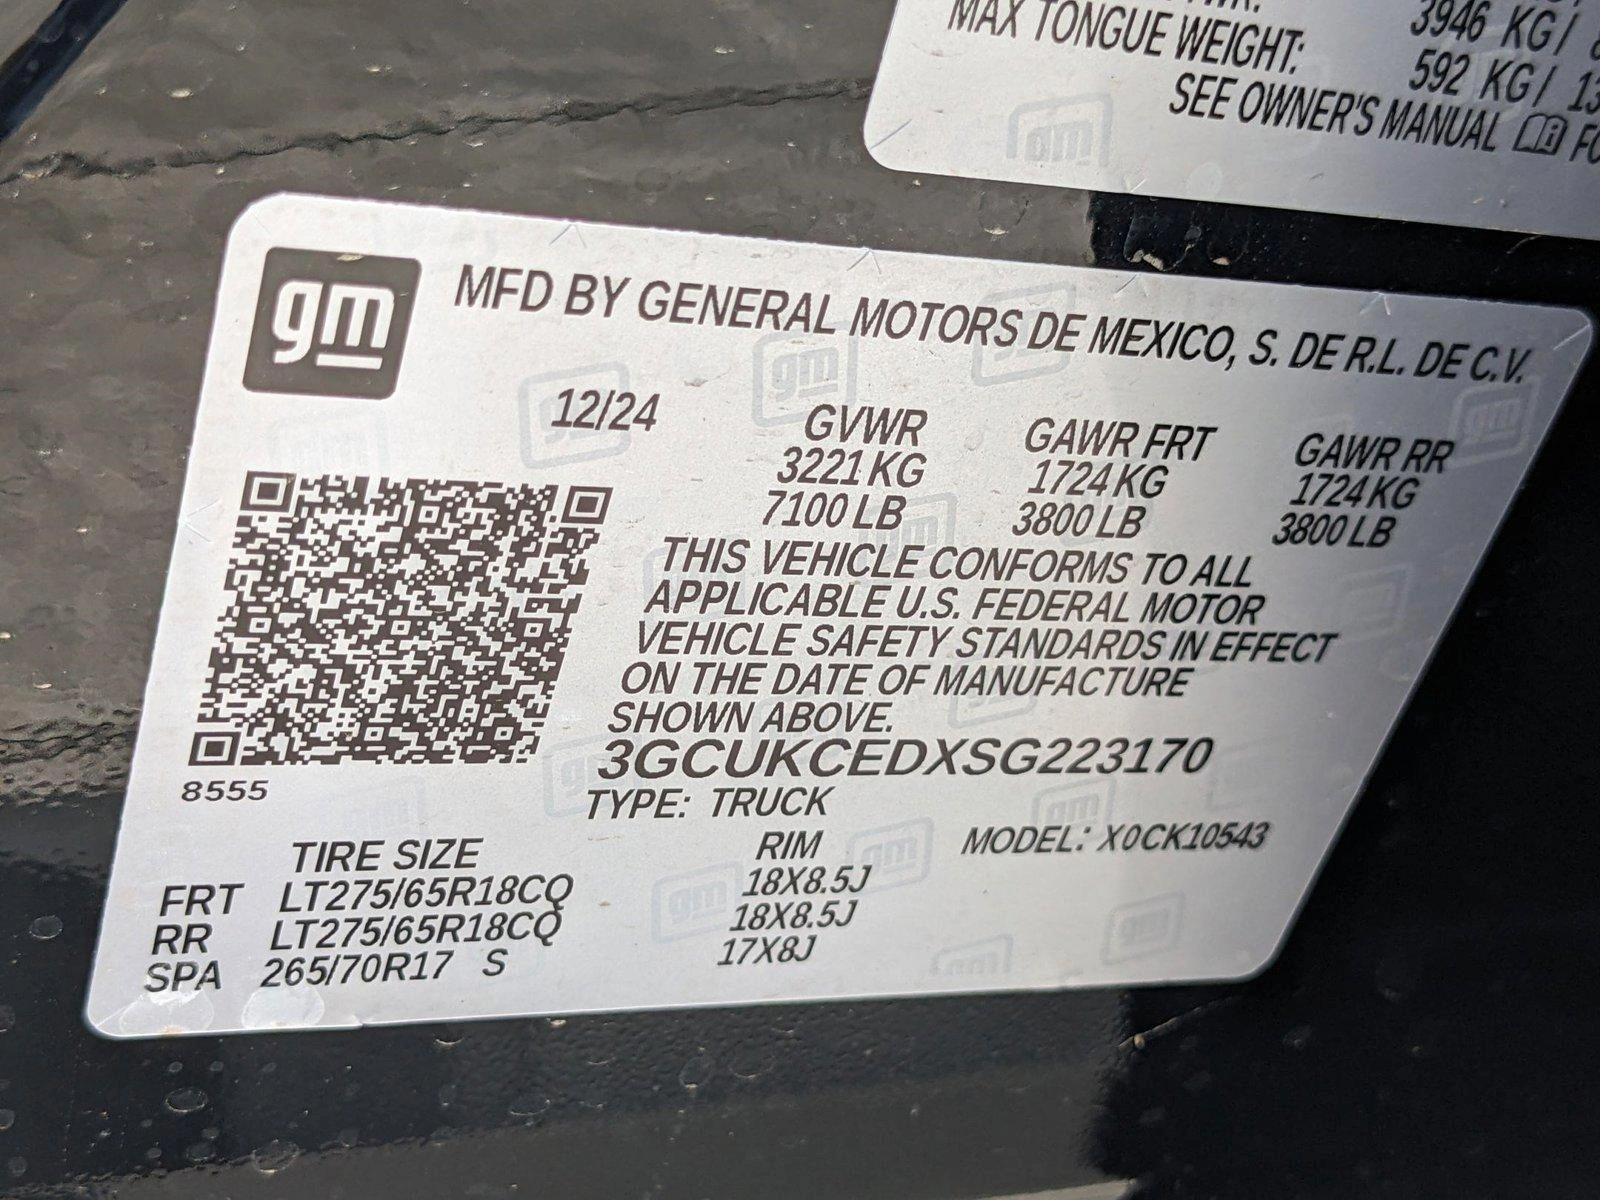 3946 KG/
MAX TONGUE WEIGHT: 592 KG/ 13
SEE OWNER'S MANUAL
gm
MFD BY GENERAL MOTORS DE MEXICO, S. DE R.L. DE C.V.
12/24 GVWR GAWR FRT GAWR RR
3221 KG 1724 KG 1724 KG
7100 LB 3800 LB 3800 LB
THIS VEHICLE CONFORMS TO ALL
APPLICABLE U.S. FEDERAL MOTOR
VEHICLE SAFETY STANDARDS IN EFFECT
ON THE DATE OF MANUFACTURE
SHOWN ABOVE.
3GCUKCEDXSG223170
8555
TYPE: TRUCK
MODEL: X0CK10543
TIRE SIZE RIM
FRT LT275/65R18CQ 18X8.5J
RR LT275/65R18CQ 18X8.5J
SPA 265/70R17 S 17X8J